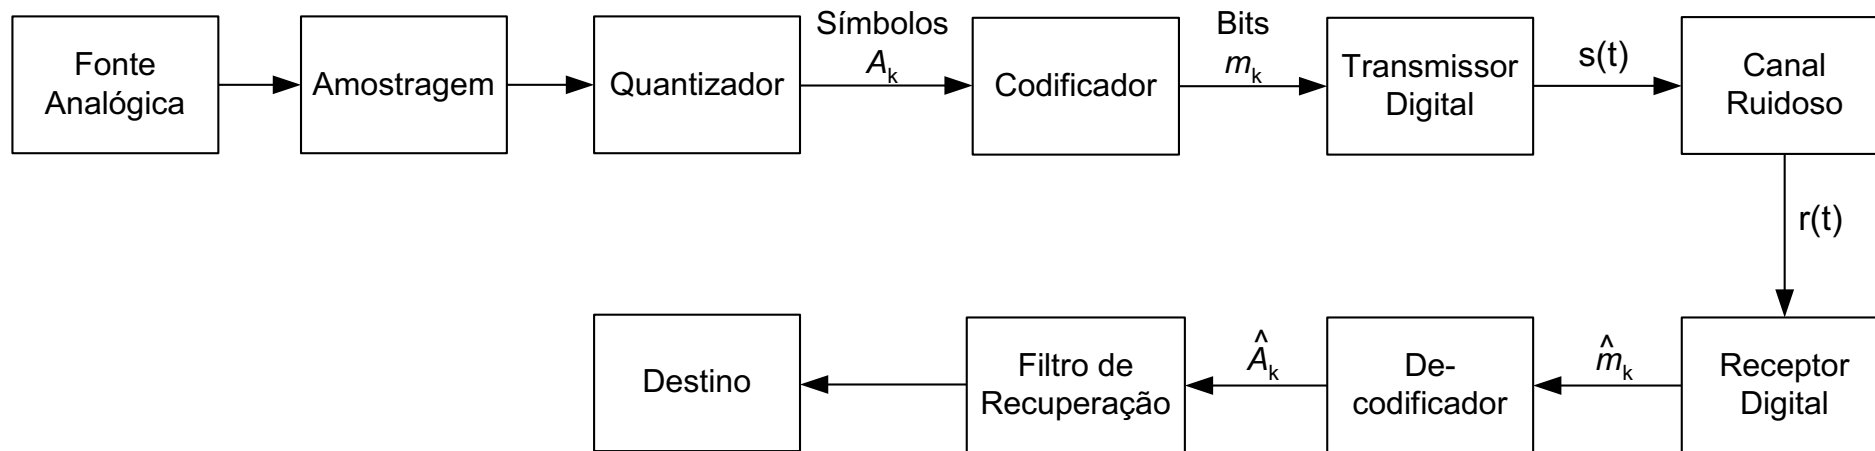 Fonte
Analógica
Amostragem
Quantizador
Símbolos
A_k
Codificador
Bits
m_k
Transmissor
Digital
s(t)
Canal
Ruidoso
r(t)
Receptor
Digital
m̂_k
De-
codificador
Â_k
Filtro de
Recuperação
Destino